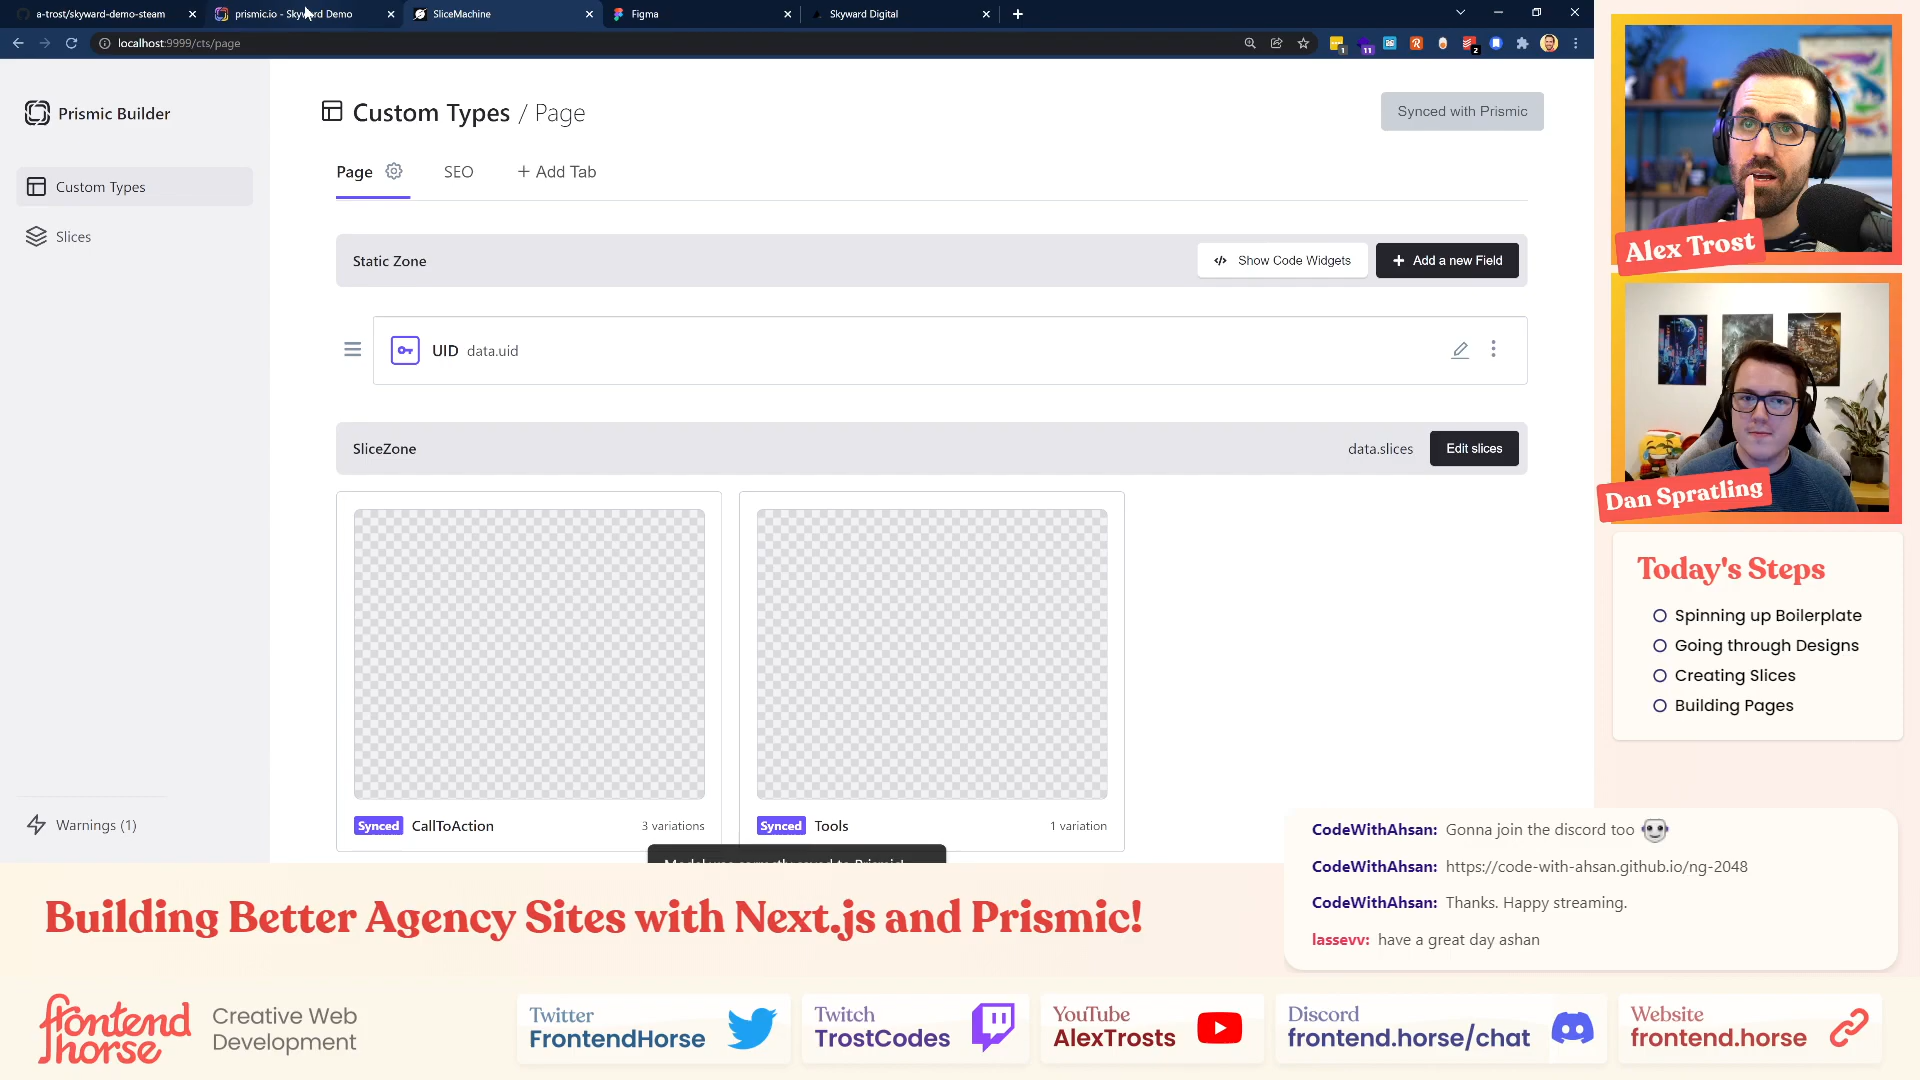 a-trost/skyward-demo-steam
prismic.io - Skyward Demo
SliceMachine
Figma
Skyward Digital
localhost:9999/cts/page
1
11
2
Prismic Builder
Custom Types
Slices
Warnings (1)
Custom Types / Page
Synced with Prismic
Page
SEO
+ Add Tab
Static Zone
Show Code Widgets
+ Add a new Field
UID data.uid
SliceZone
data.slices
Edit slices
Synced CallToAction 3 variations
Synced Tools 1 variation
Alex Trost
Dan Spratling
Today's Steps
Spinning up Boilerplate
Going through Designs
Creating Slices
Building Pages
CodeWithAhsan: Gonna join the discord too
CodeWithAhsan: https://code-with-ahsan.github.io/ng-2048
CodeWithAhsan: Thanks. Happy streaming.
lassevv: have a great day ashan
Building Better Agency Sites with Next.js and Prismic!
frontend
horse
Creative Web
Development
Twitter
FrontendHorse
Twitch
TrostCodes
YouTube
AlexTrosts
Discord
frontend.horse/chat
Website
frontend.horse